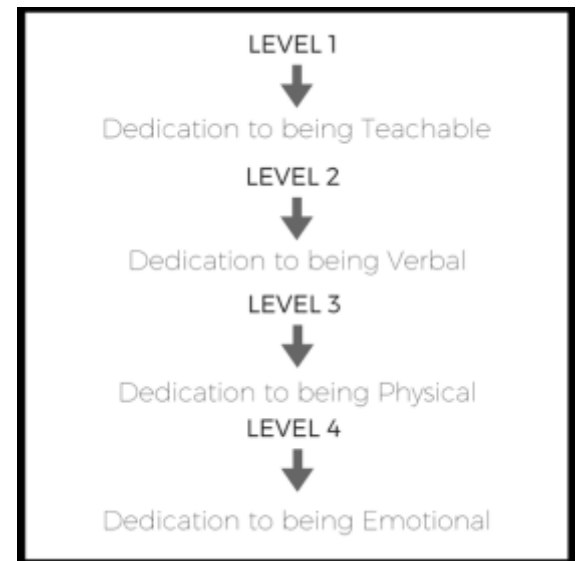 LEVEL 1
Dedication to being Teachable
LEVEL 2
Dedication to being Verbal
LEVEL 3
Dedication to being Physical
LEVEL 4
Dedication to being Emotional